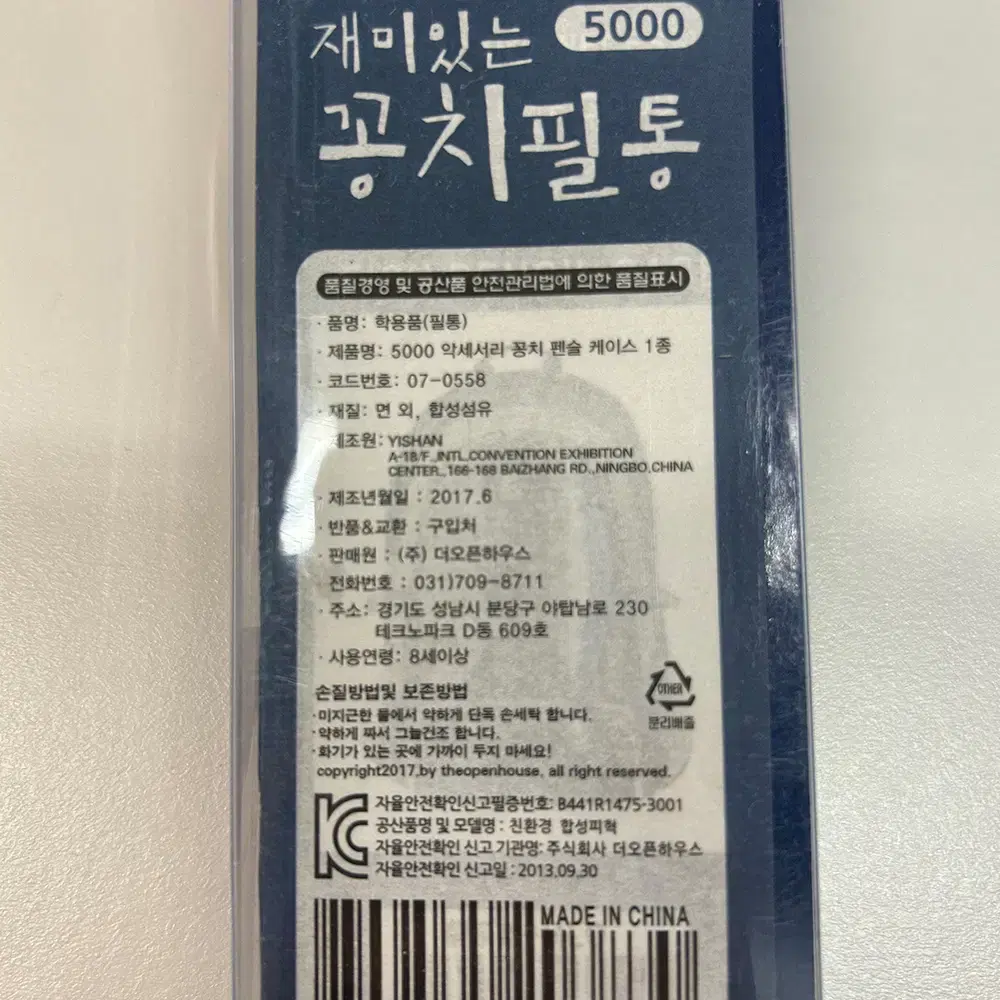 재미있는 5000
꽁치필통
품질경영 및 공산품 안전관리법에 의한 품질표시
· 품명: 학용품(필통)
· 제품명: 5000 악세서리 꽁치 펜슬 케이스 1종
· 코드번호: 07-0558
· 재질: 면 외, 합성섬유
제조원: YISHAN
A-18/F.,INTL.CONVENTION EXHIBITION
CENTER.,166-168 BAIZHANG RD.,NINGBO,CHINA
· 제조년월일 : 2017.6
· 반품&교환 : 구입처
· 판매원 : (주) 더오픈하우스
· 전화번호 : 031)709-8711
· 주소: 경기도 성남시 분당구 야탑남로 230
테크노파크 D동 609호
· 사용연령: 8세이상
손질방법및 보존방법
·미지근한 물에서 약하게 단독 손세탁 합니다.
·약하게 짜서 그늘건조 합니다.
·화기가 있는 곳에 가까이 두지 마세요!
copyright2017.by theopenhouse. all right reserved.
OTHER
분리배출
자율안전확인신고필증번호: B441R1475-3001
공산품명 및 모델명 : 친환경 합성피혁
자율안전확인 신고 기관명: 주식회사 더오픈하우스
자율안전확인 신고일 : 2013.09.30
MADE IN CHINA